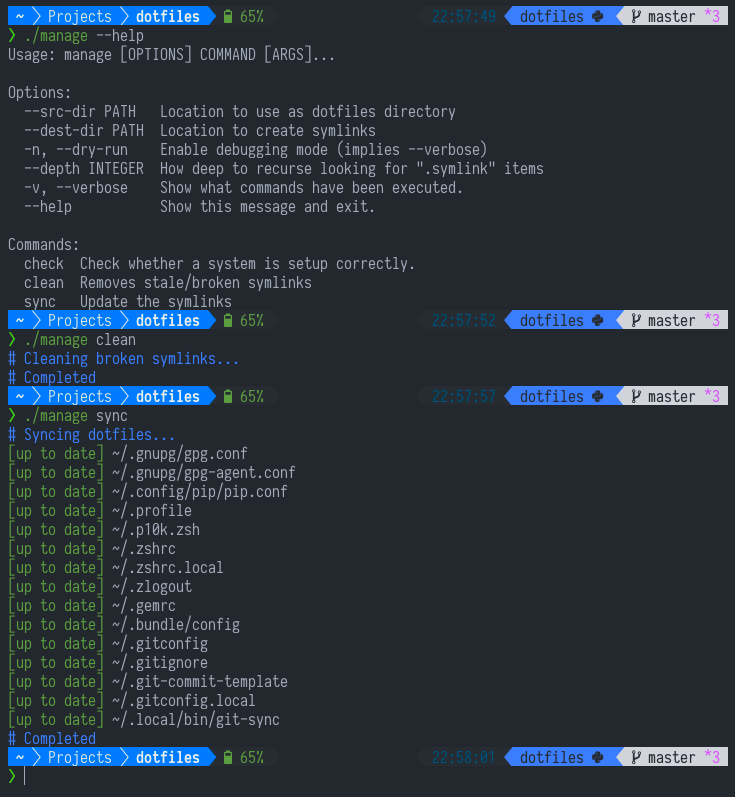 ~ Projects dotfiles 65% 22:57:49 dotfiles master *3
❯ ./manage --help
Usage: manage [OPTIONS] COMMAND [ARGS]...

Options:
  --src-dir PATH   Location to use as dotfiles directory
  --dest-dir PATH  Location to create symlinks
  -n, --dry-run    Enable debugging mode (implies --verbose)
  --depth INTEGER  How deep to recurse looking for ".symlink" items
  -v, --verbose    Show what commands have been executed.
  --help           Show this message and exit.

Commands:
  check  Check whether a system is setup correctly.
  clean  Removes stale/broken symlinks
  sync   Update the symlinks
~ Projects dotfiles 65% 22:57:52 dotfiles master *3
❯ ./manage clean
# Cleaning broken symlinks...
# Completed
~ Projects dotfiles 65% 22:57:57 dotfiles master *3
❯ ./manage sync
# Syncing dotfiles...
[up to date] ~/.gnupg/gpg.conf
[up to date] ~/.gnupg/gpg-agent.conf
[up to date] ~/.config/pip/pip.conf
[up to date] ~/.profile
[up to date] ~/.p10k.zsh
[up to date] ~/.zshrc
[up to date] ~/.zshrc.local
[up to date] ~/.zlogout
[up to date] ~/.gemrc
[up to date] ~/.bundle/config
[up to date] ~/.gitconfig
[up to date] ~/.gitignore
[up to date] ~/.git-commit-template
[up to date] ~/.gitconfig.local
[up to date] ~/.local/bin/git-sync
# Completed
~ Projects dotfiles 65% 22:58:01 dotfiles master *3
❯